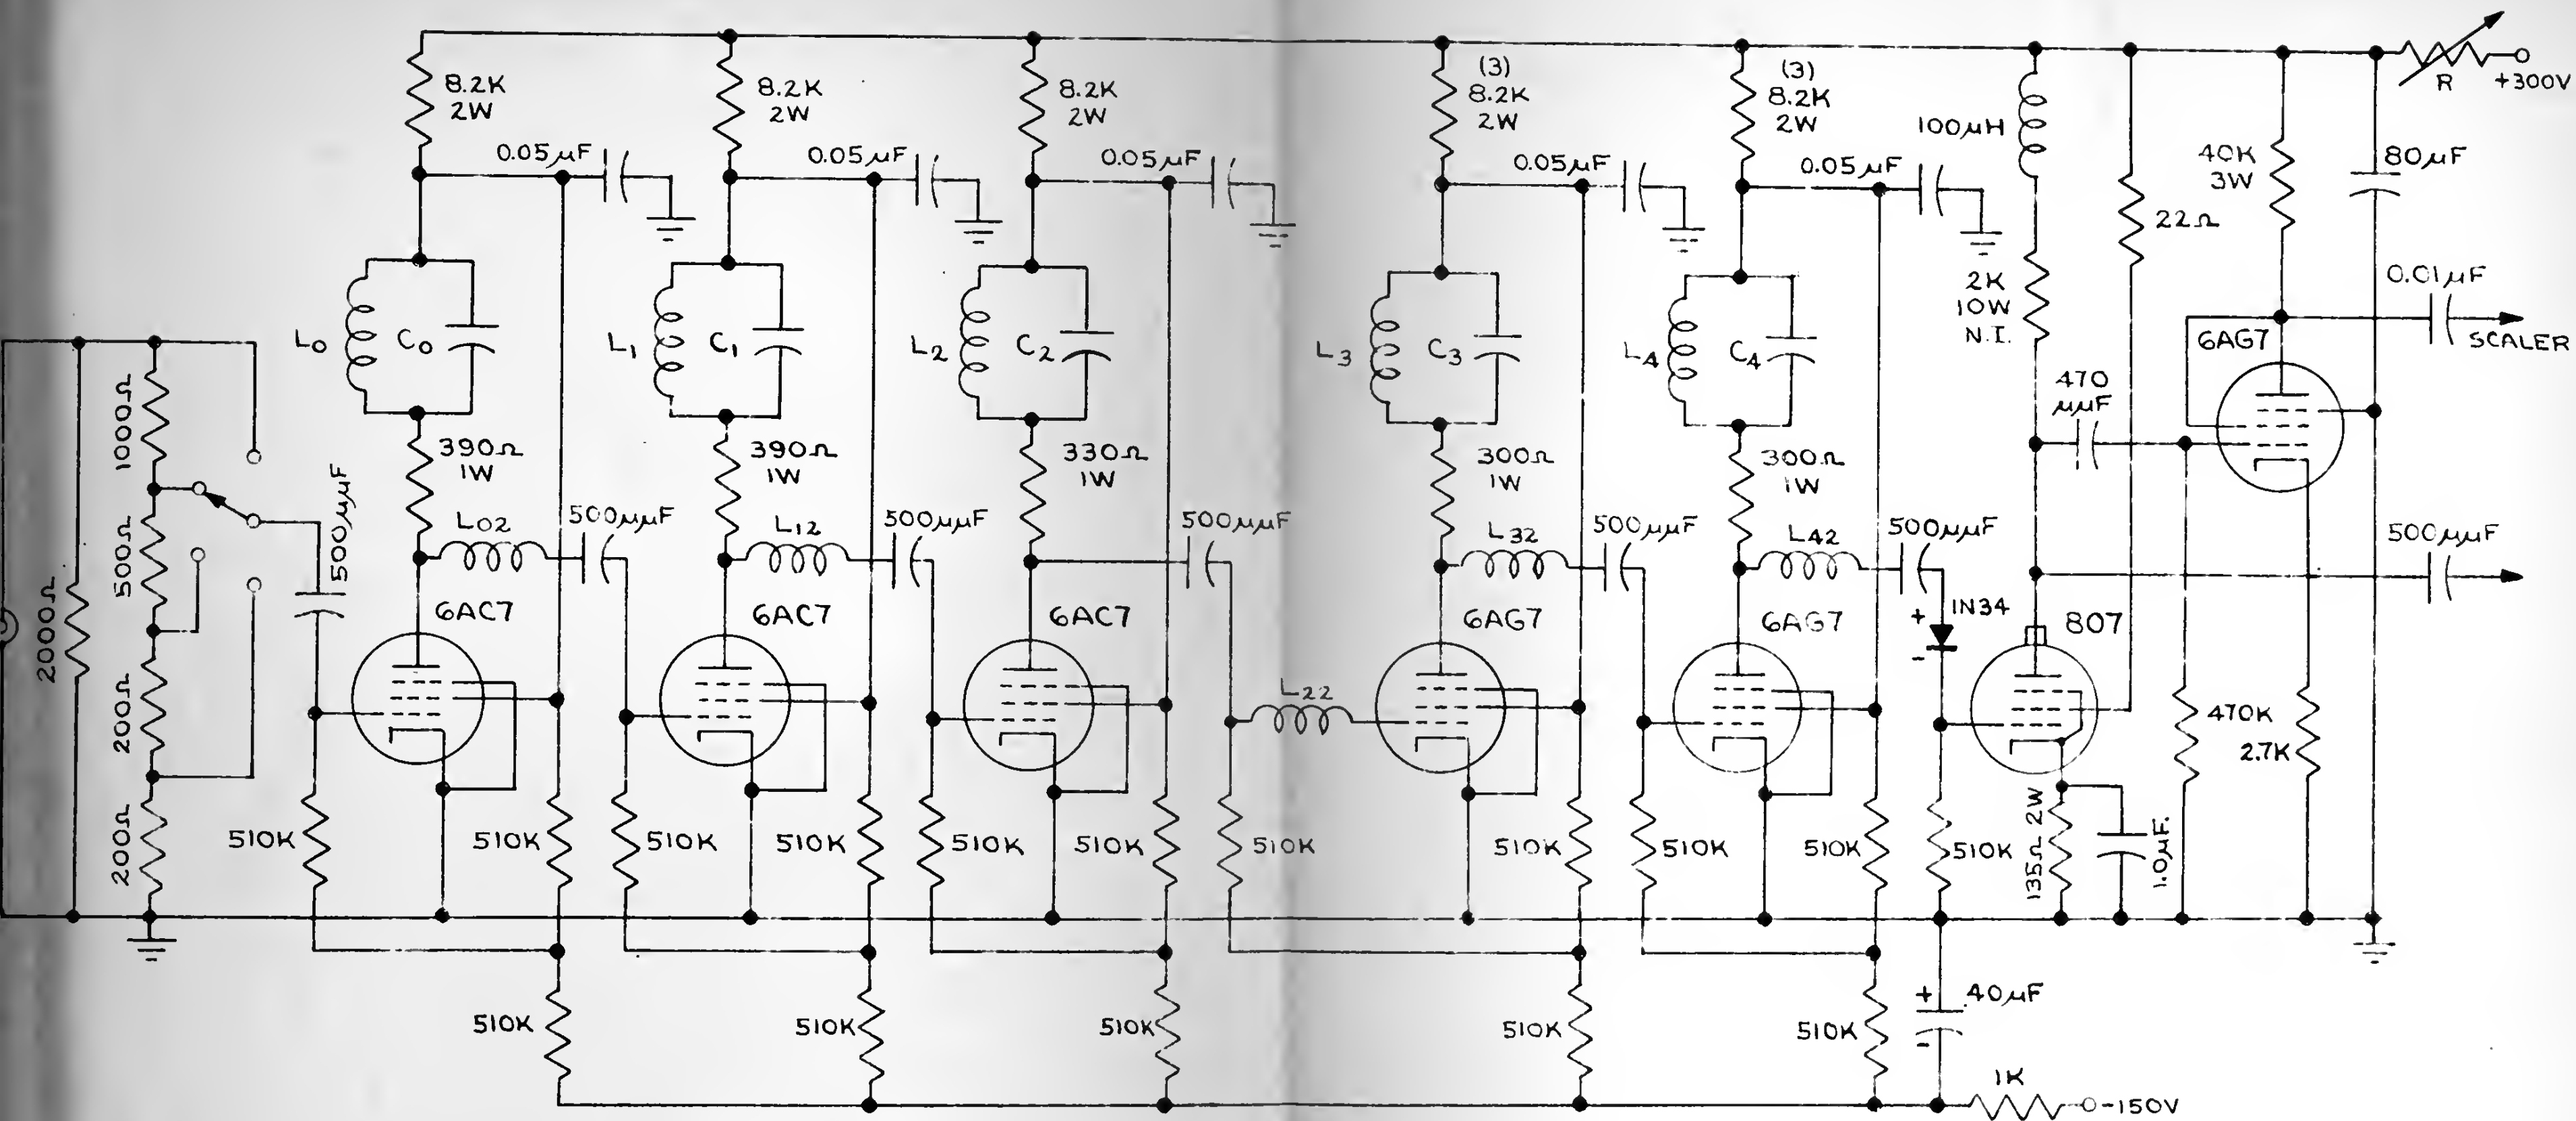 8.2K
2W
8.2K
2W
8.2K
2W
(3)
8.2K
2W
(3)
8.2K
2W
100µH
R
+300V
0.05µF
0.05µF
0.05µF
0.05µF
0.05µF
40K
3W
80µF
22Ω
2K
10W
N.I.
0.01µF
SCALER
6AG7
L0
C0
L1
C1
L2
C2
L3
C3
L4
C4
470
µµF
1000Ω
500Ω
200Ω
200Ω
2000Ω
500µµF
390Ω
1W
390Ω
1W
330Ω
1W
300Ω
1W
300Ω
1W
L02
500µµF
L12
500µµF
500µµF
L32
500µµF
L42
500µµF
500µµF
6AC7
6AC7
6AC7
6AG7
6AG7
+
1N34
-
807
L22
470K
2.7K
510K
510K
510K
510K
510K
510K
510K
510K
510K
510K
510K
135Ω 2W
1.0µF.
510K
510K
510K
510K
510K
+
40µF
-
1K
-150V